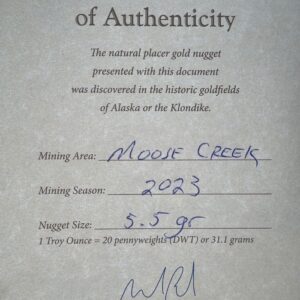 of Authenticity
The natural placer gold nugget
presented with this document
was discovered in the historic goldfields
of Alaska or the Klondike.
Mining Area: MOOSE CREEK
Mining Season: 2023
Nugget Size: 5.5 gr
1 Troy Ounce = 20 pennyweights (DWT) or 31.1 grams